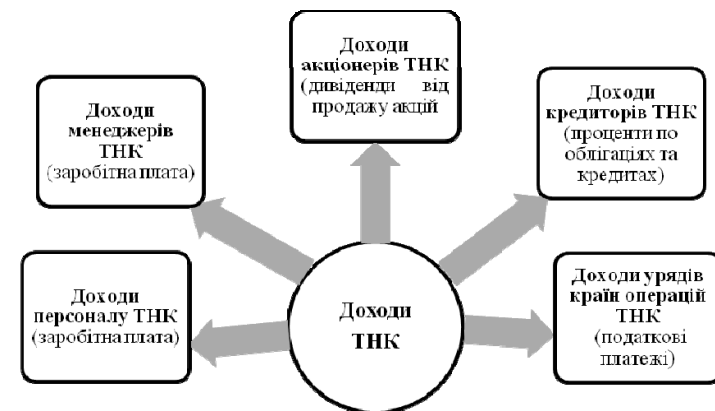 Доходи
акціонерів ТНК
(дивіденди від
продажу акцій
Доходи
менеджерів
ТНК
(заробітна плата)
Доходи
кредиторів ТНК
(проценти по
облігаціях та
кредитах)
Доходи
персоналу ТНК
(заробітна плата)
Доходи
ТНК
Доходи урядів
країн операцій
ТНК
(податкові
платежі)